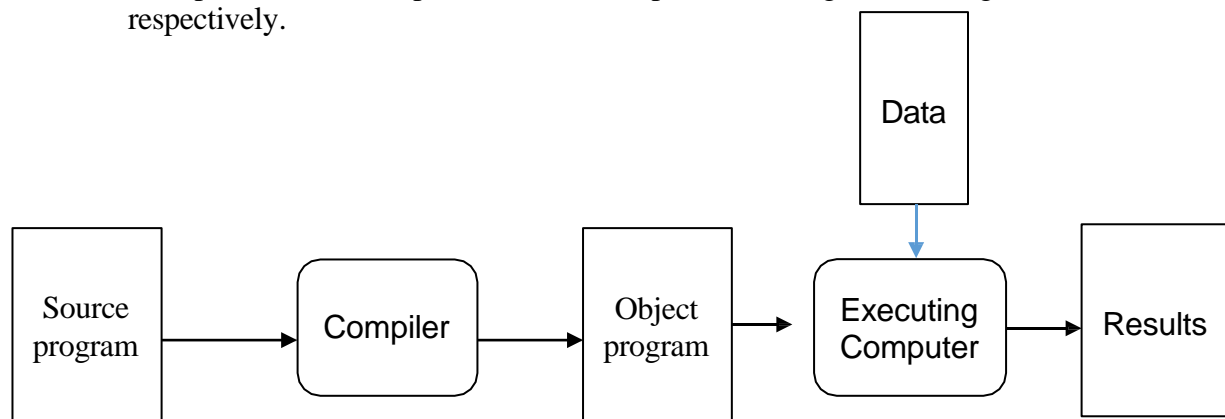 respectively.
Data
Source
program
Compiler
Object
program
Executing
Computer
Results